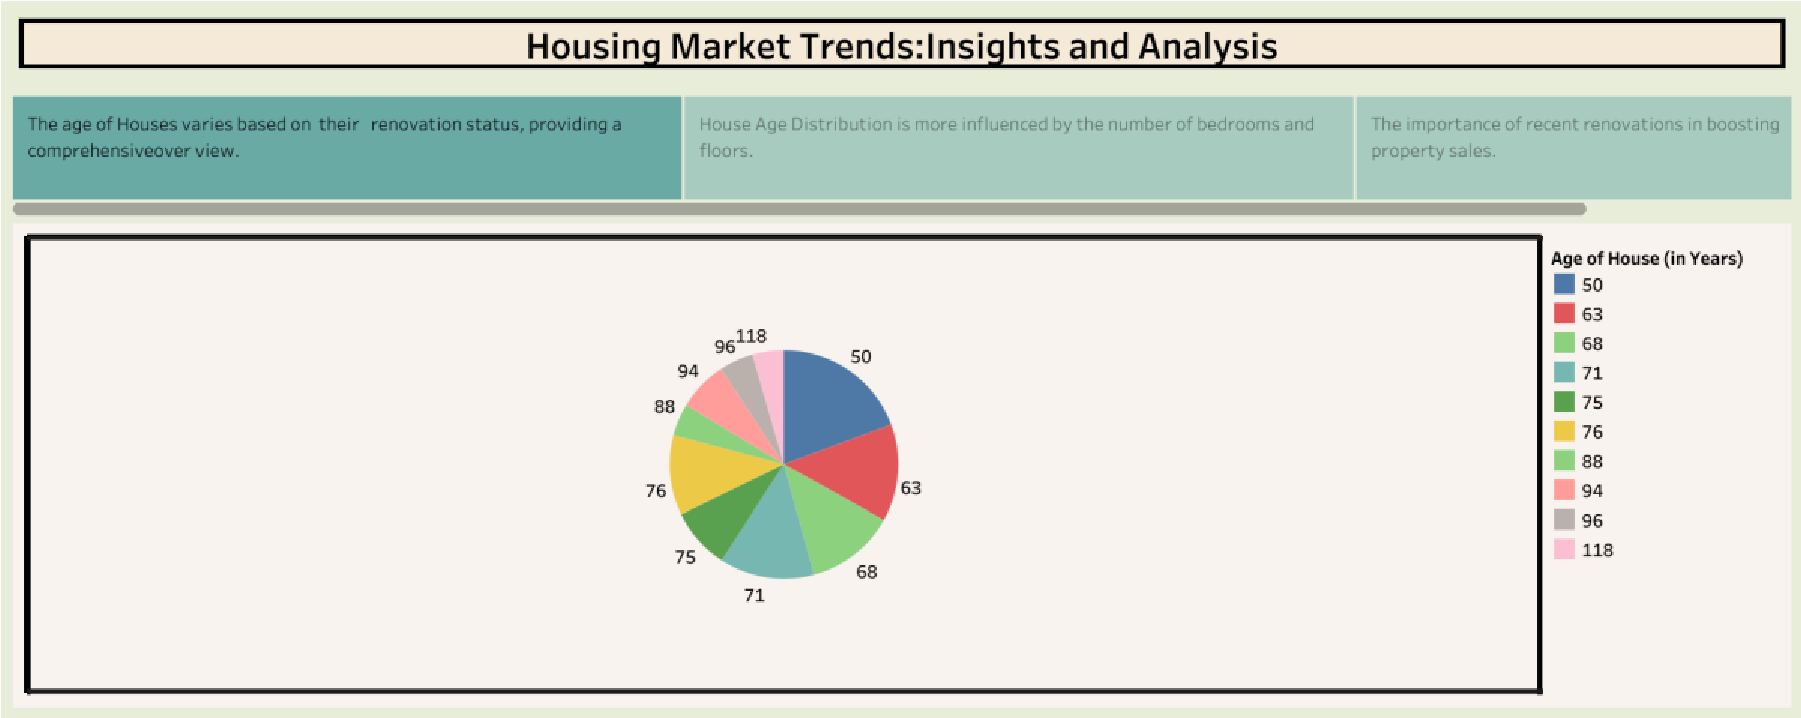 Housing Market Trends:Insights and Analysis
The age of Houses varies based on their renovation status, providing a
comprehensiveover view.
House Age Distribution is more influenced by the number of bedrooms and
floors.
The importance of recent renovations in boosting
property sales.
Age of House (in Years)
50
63
68
71
75
76
88
94
96
118
50
63
68
71
75
76
88
94
96
118